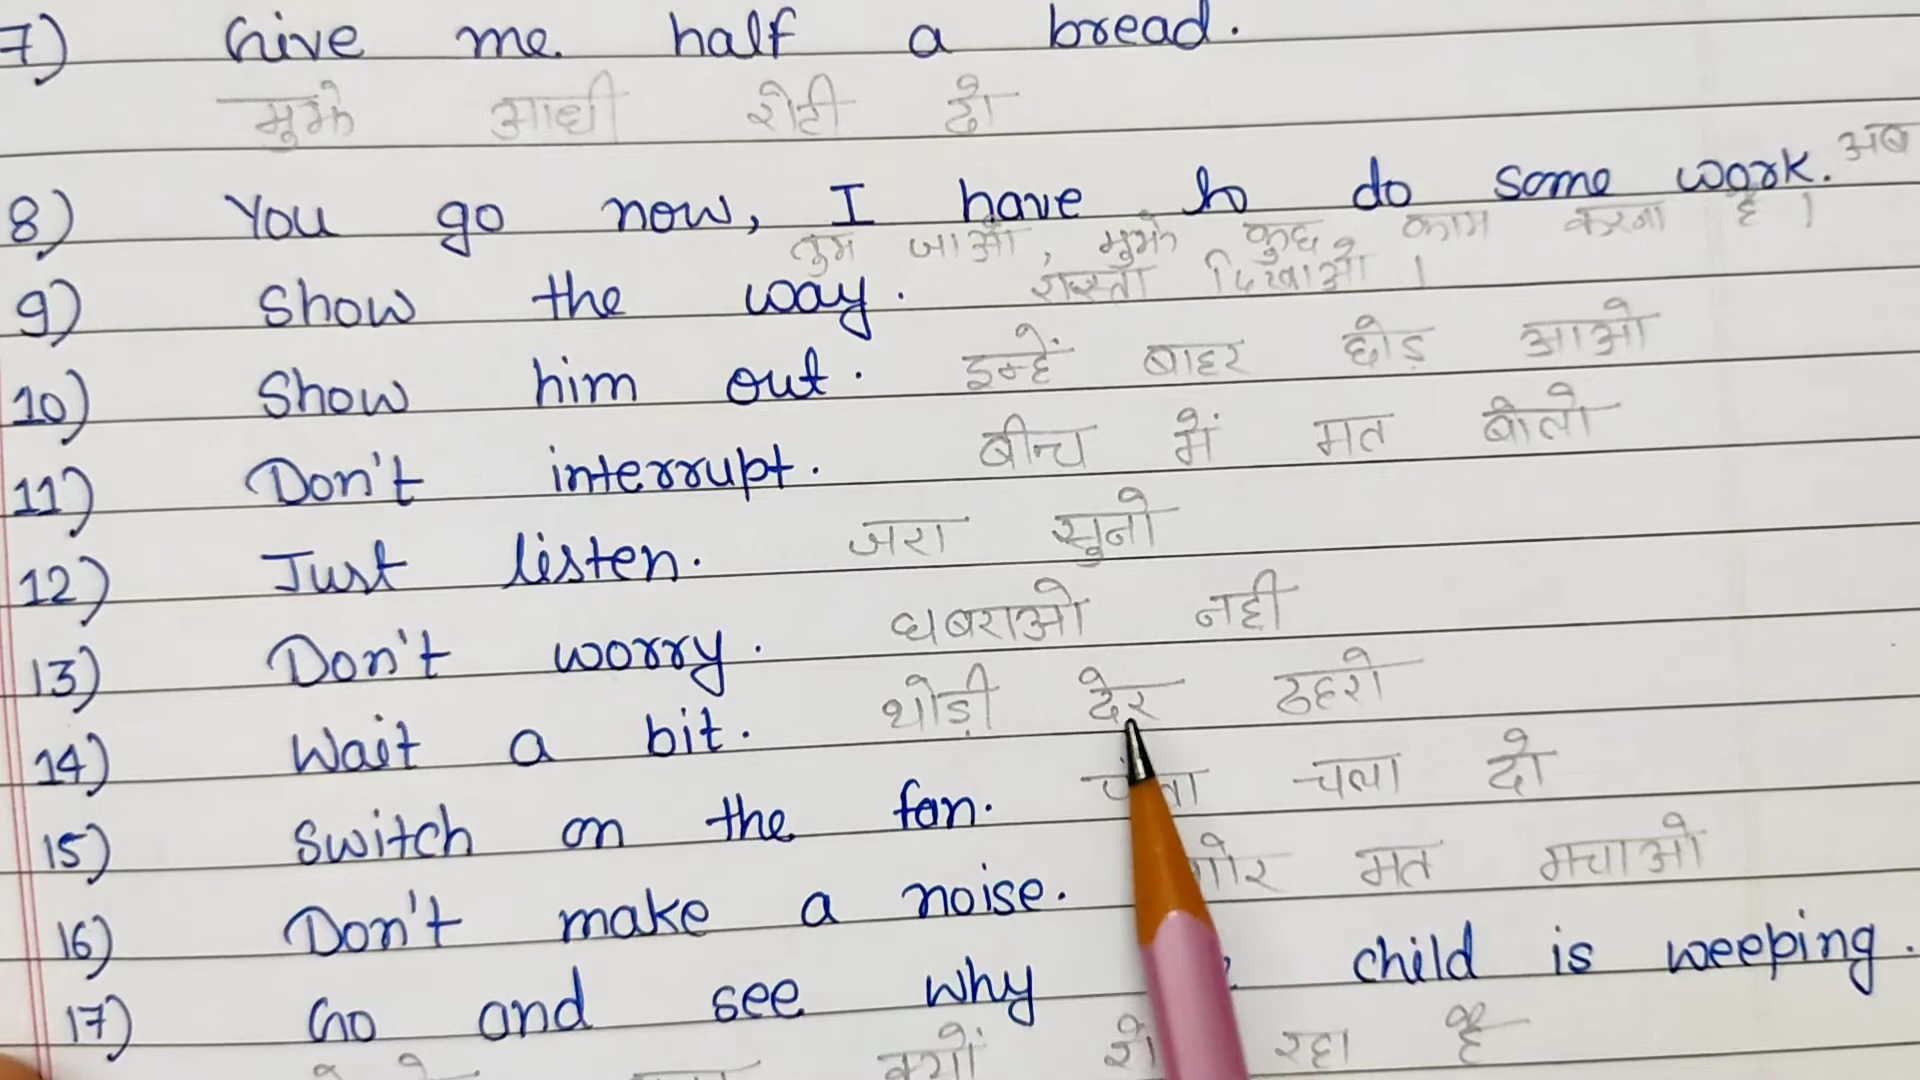 7) Give me half a bread.
मुझे आधी रोटी दो
8) You go now, I have to do some work. अब
तुम जाओ, मुझे कुछ काम करना है।
9) Show the way. रास्ता दिखाओ।
10) Show him out. इन्हें बाहर छोड़ आओ
11) Don't interrupt. बीच में मत बोलो
12) Just listen. जरा सुनो
13) Don't worry. घबराओ नही
14) Wait a bit. थोड़ी देर ठहरो
15) Switch on the fan. चला दो
16) Don't make a noise. मत मचाओ
17) Go and see why child is weeping.
क्यों रहा है